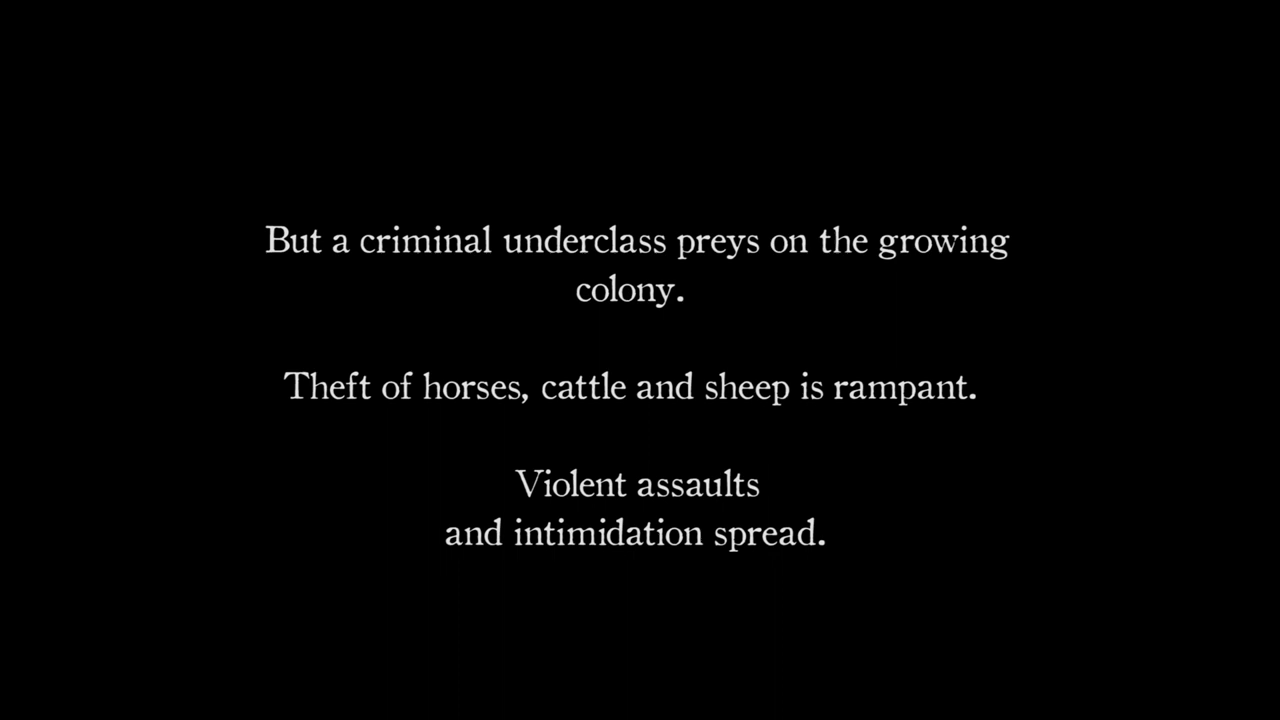 But a criminal underclass preys on the growing
colony.
Theft of horses, cattle and sheep is rampant.
Violent assaults
and intimidation spread.